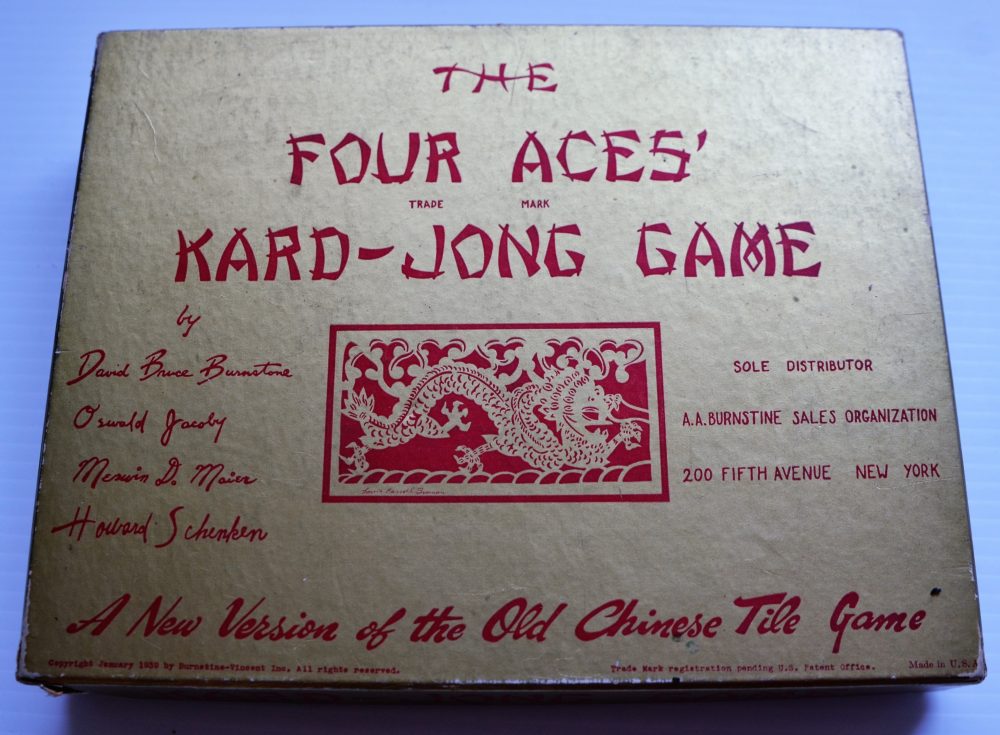 THE
FOUR ACES'
TRADE MARK
KARD-JONG GAME
by
David Bruce Burnstone
Oswald Jacoby
Merwin D. Maier
Howard Schenken
SOLE DISTRIBUTOR
A.A.BURNSTINE SALES ORGANIZATION
200 FIFTH AVENUE NEW YORK
A New Version of the Old Chinese Tile Game
Copyright January 1939 by Burnstine-Vincent Inc. All rights reserved.
Trade Mark registration pending U.S. Patent Office.
Made in U.S.A